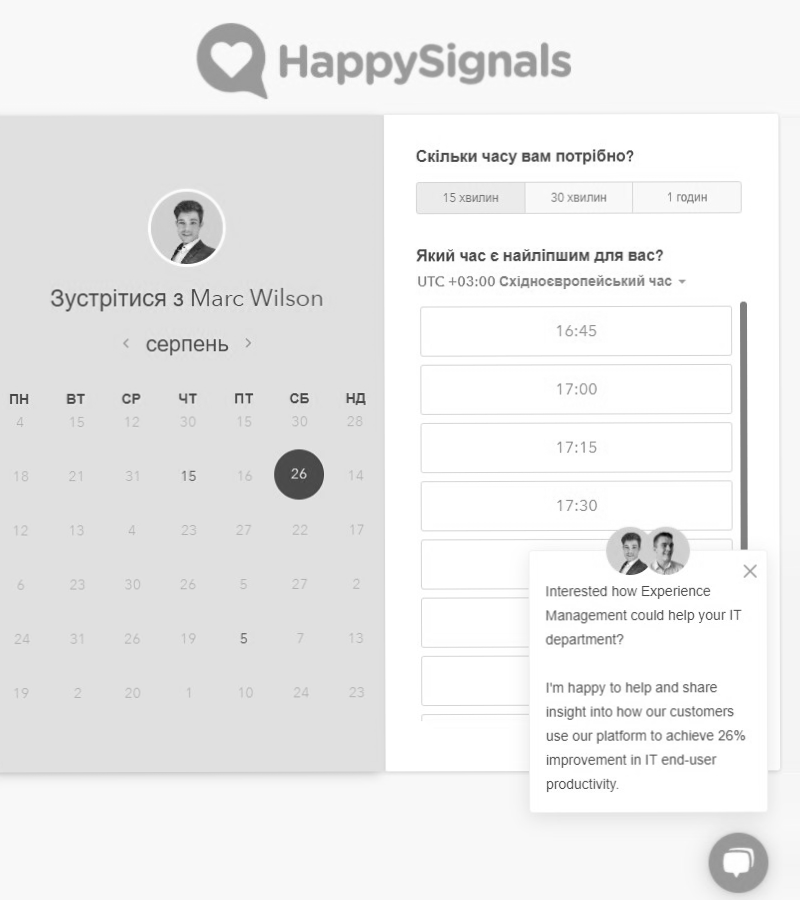 HappySignals
Зустрітися з Marc Wilson
серпень
ПН ВТ СР ЧТ ПТ СБ НД
4 15 12 30 15 30 28
18 21 31 15 16 26 14
12 13 4 23 27 22 17
6 23 30 26 5 27 2
24 31 26 19 5 7 13
19 2 20 1 10 24 23
Скільки часу вам потрібно?
15 хвилин 30 хвилин 1 годин
Який час є найліпшим для вас?
UTC +03:00 Східноєвропейський час
16:45
17:00
17:15
17:30
Interested how Experience
Management could help your IT
department?
I'm happy to help and share
insight into how our customers
use our platform to achieve 26%
improvement in IT end-user
productivity.